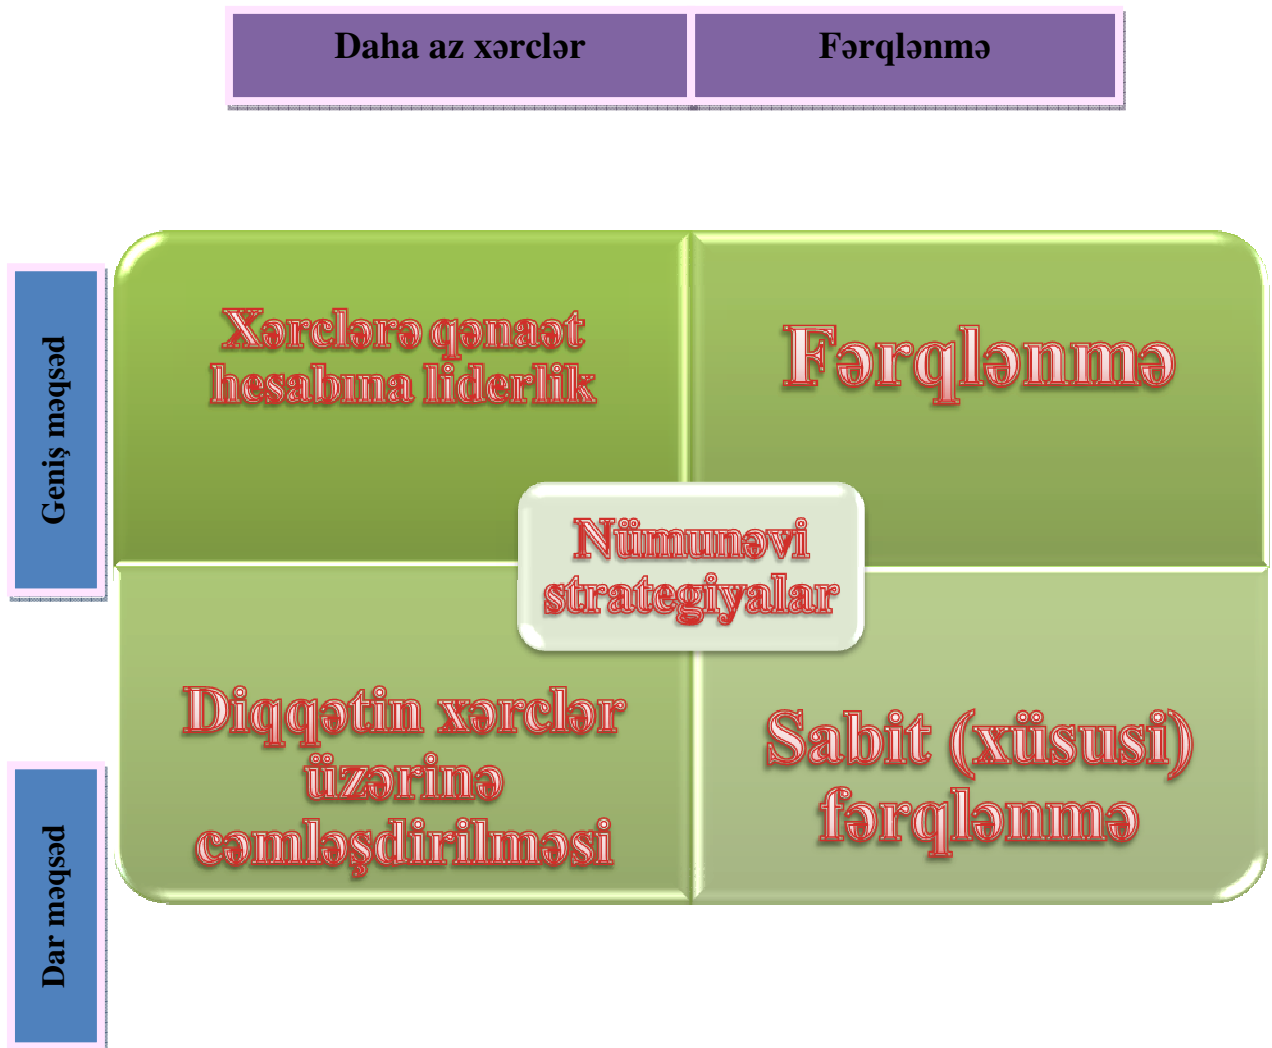 Daha az xərclər
Fərqlənmə
Geniş məqsəd
Xərclərə qənaət
hesabına liderlik
Fərqlənmə
Nümunəvi
strategiyalar
Dar məqsəd
Diqqətin xərclər
üzərinə
cəmləşdirilməsi
Sabit (xüsusi)
fərqlənmə